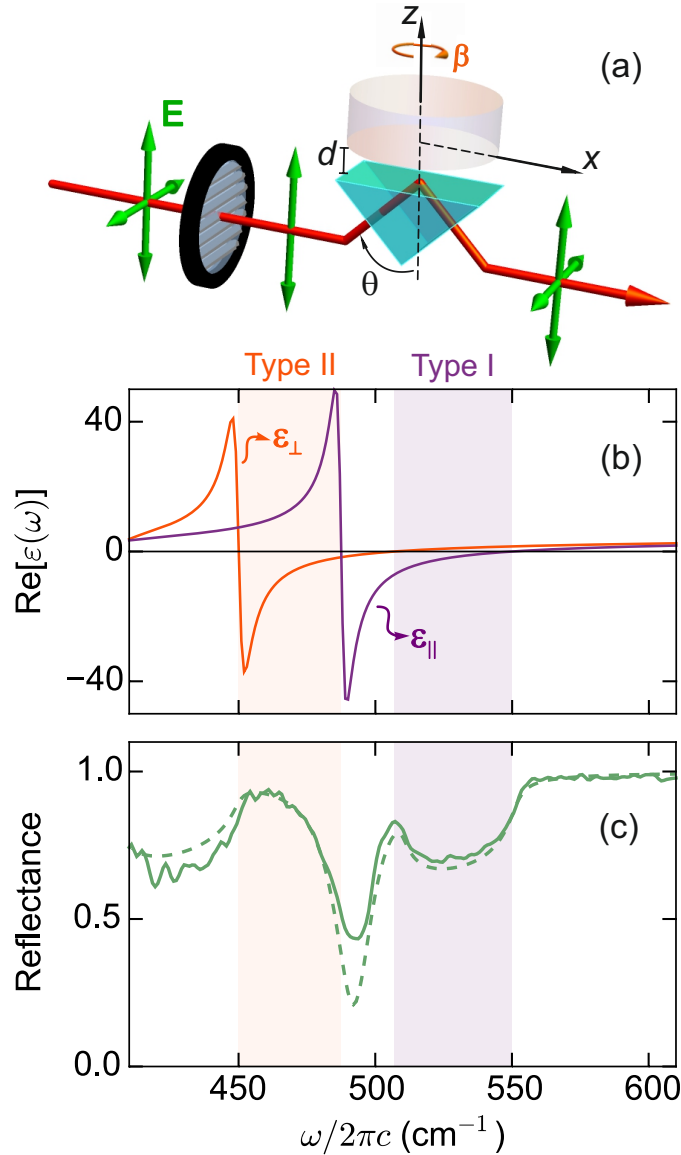 z
β
(a)
E
d
x
θ
Type II
Type I
40
ε⊥
(b)
Re[ε(ω)]
0
ε||
−40
1.0
(c)
Reflectance
0.5
0.0
450
500
550
600
ω/2πc (cm⁻¹)